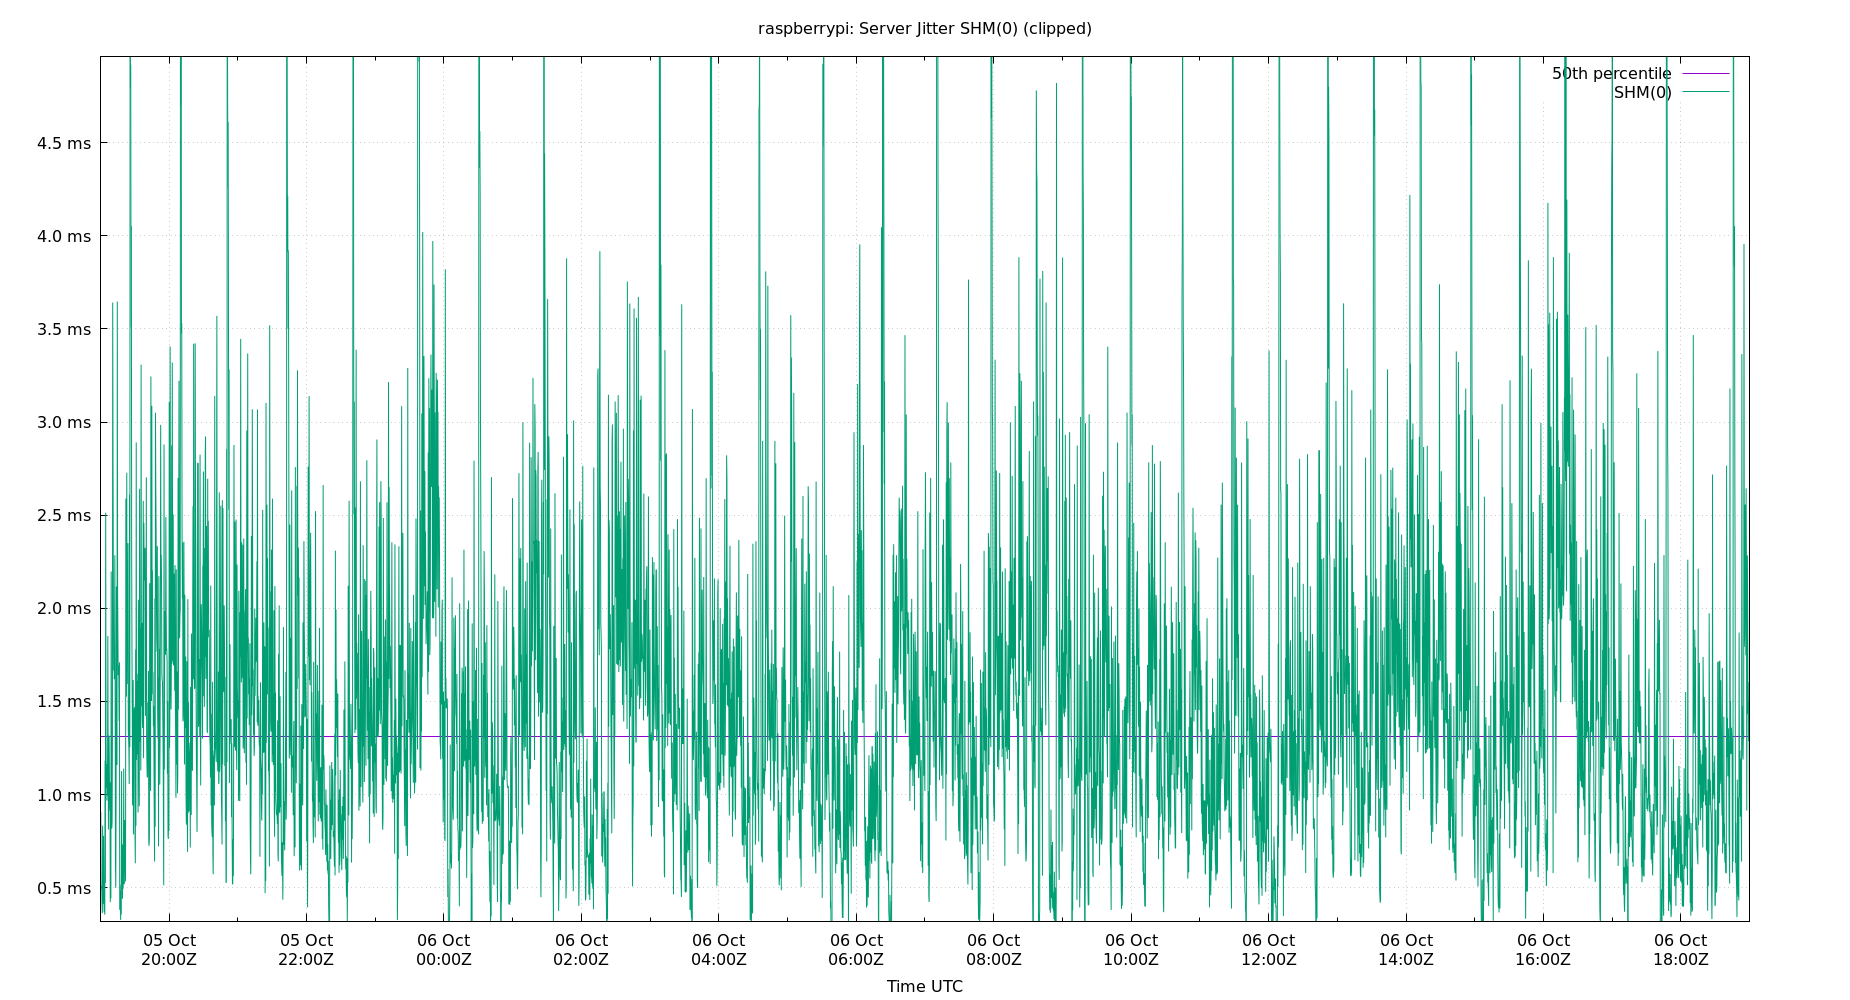 raspberrypi: Server Jitter SHM(0) (clipped)
50th percentile
SHM(0)
4.5 ms
4.0 ms
3.5 ms
3.0 ms
2.5 ms
2.0 ms
1.5 ms
1.0 ms
0.5 ms
05 Oct 05 Oct 06 Oct 06 Oct 06 Oct 06 Oct 06 Oct 06 Oct 06 Oct 06 Oct 06 Oct 06 Oct
20:00Z 22:00Z 00:00Z 02:00Z 04:00Z 06:00Z 08:00Z 10:00Z 12:00Z 14:00Z 16:00Z 18:00Z
Time UTC